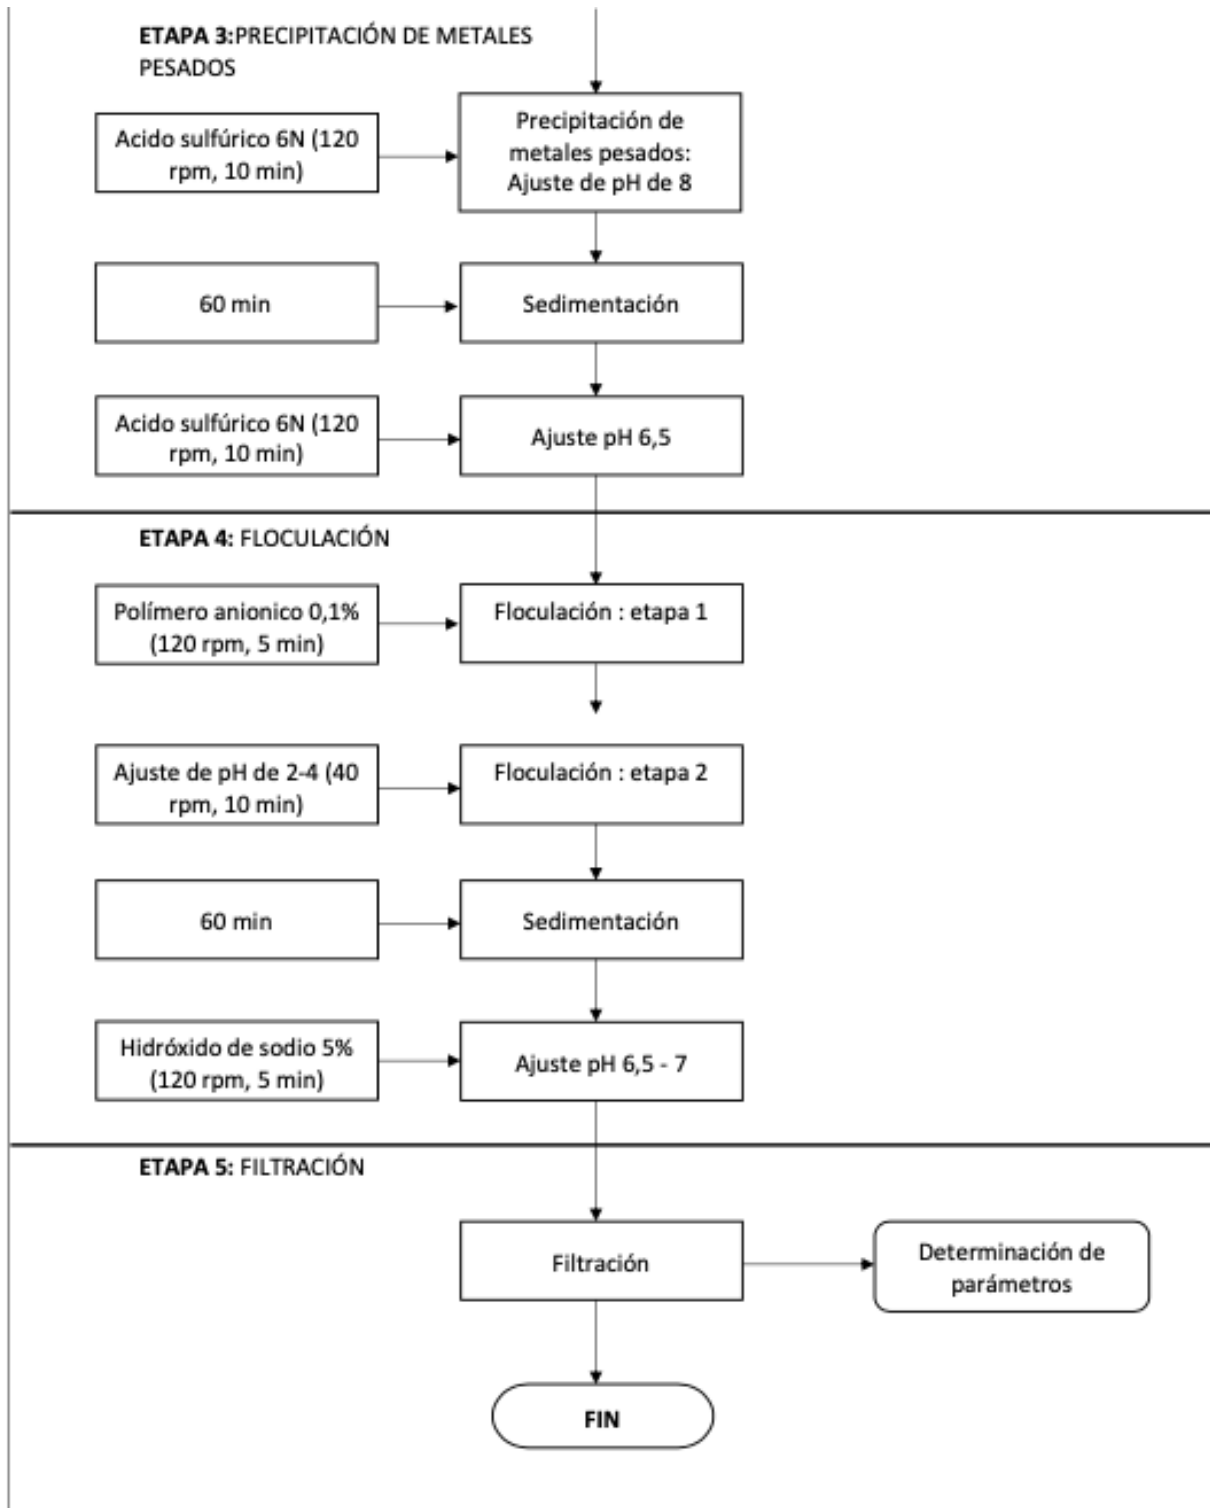 ETAPA 3:PRECIPITACIÓN DE METALES
PESADOS
Acido sulfúrico 6N (120
rpm, 10 min)
Precipitación de
metales pesados:
Ajuste de pH de 8
60 min
Sedimentación
Acido sulfúrico 6N (120
rpm, 10 min)
Ajuste pH 6,5
ETAPA 4: FLOCULACIÓN
Polímero anionico 0,1%
(120 rpm, 5 min)
Floculación : etapa 1
Ajuste de pH de 2-4 (40
rpm, 10 min)
Floculación : etapa 2
60 min
Sedimentación
Hidróxido de sodio 5%
(120 rpm, 5 min)
Ajuste pH 6,5 - 7
ETAPA 5: FILTRACIÓN
Filtración
Determinación de
parámetros
FIN